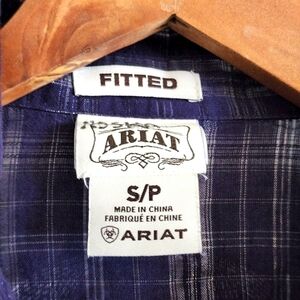 FITTED
ARIAT
S/P
MADE IN CHINA
FABRIQUÉ EN CHINE
ARIAT